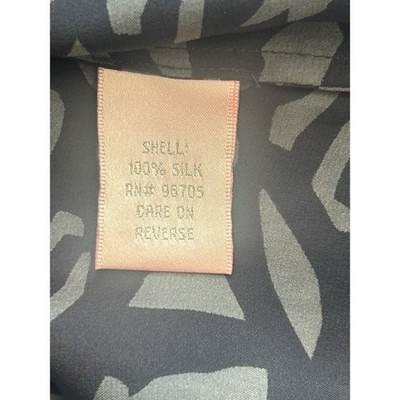 SHELL:
100% SILK
RN# 98705
CARE ON
REVERSE